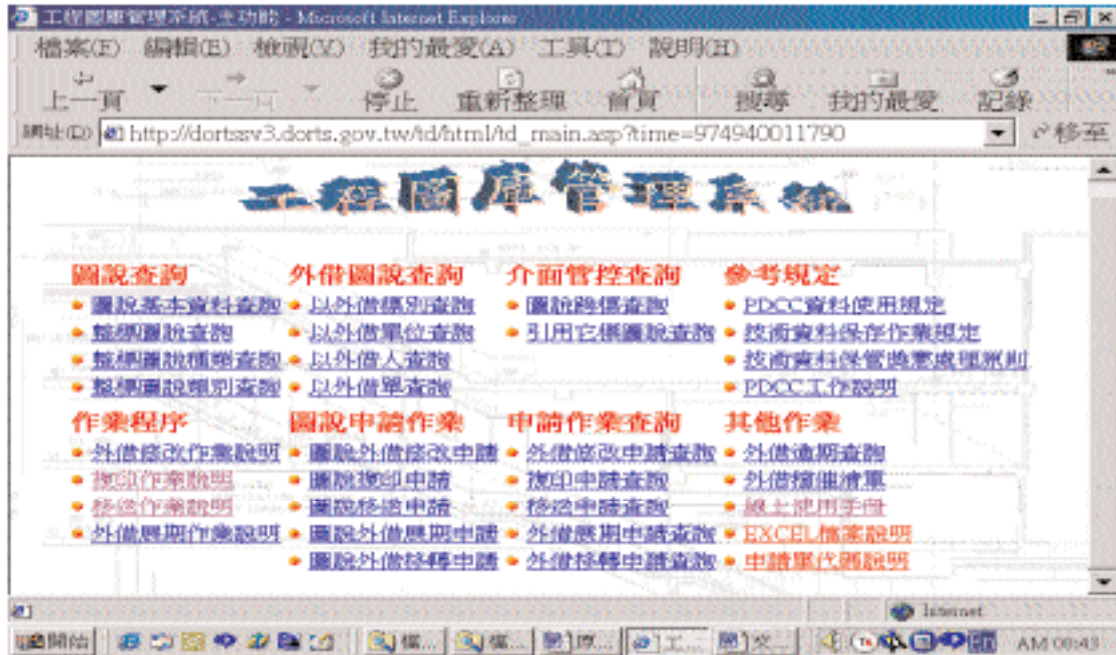 工程圖庫管理系統-主功能 - Microsoft Internet Explorer
檔案(F) 編輯(E) 檢視(V) 我的最愛(A) 工具(T) 說明(H)
上一頁 下一頁 停止 重新整理 首頁 搜尋 我的最愛 記錄
網址(D) http://dortssv3.dorts.gov.tw/td/html/td_main.asp?time=974940011790 移至
工程圖庫管理系統
圖說查詢 外借圖說查詢 介面管控查詢 參考規定
圖說基本資料查詢 以外借標別查詢 圖說跨標查詢 PDCC資料使用規定
整標圖說查詢 以外借單位查詢 引用它標圖說查詢 技術資料保存作業規定
整標圖說種類查詢 以外借人查詢 技術資料保管與業處理原則
整標圖說類別查詢 以外借單查詢 PDCC工作說明
作業程序 圖說申請作業 申請作業查詢 其他作業
外借修改作業說明 圖說外借修改申請 外借修改申請查詢 外借逾期查詢
複印作業說明 圖說複印申請 複印申請查詢 外借稽催清單
移送作業說明 圖說移送申請 移送申請查詢 線上使用手冊
外借展期作業說明 圖說外借展期申請 外借展期申請查詢 EXCEL檔案說明
圖說外借移轉申請 外借移轉申請查詢 申請單代碼說明
Internet
開始 檔... 檔... 原... 工... 文... AM 08:43